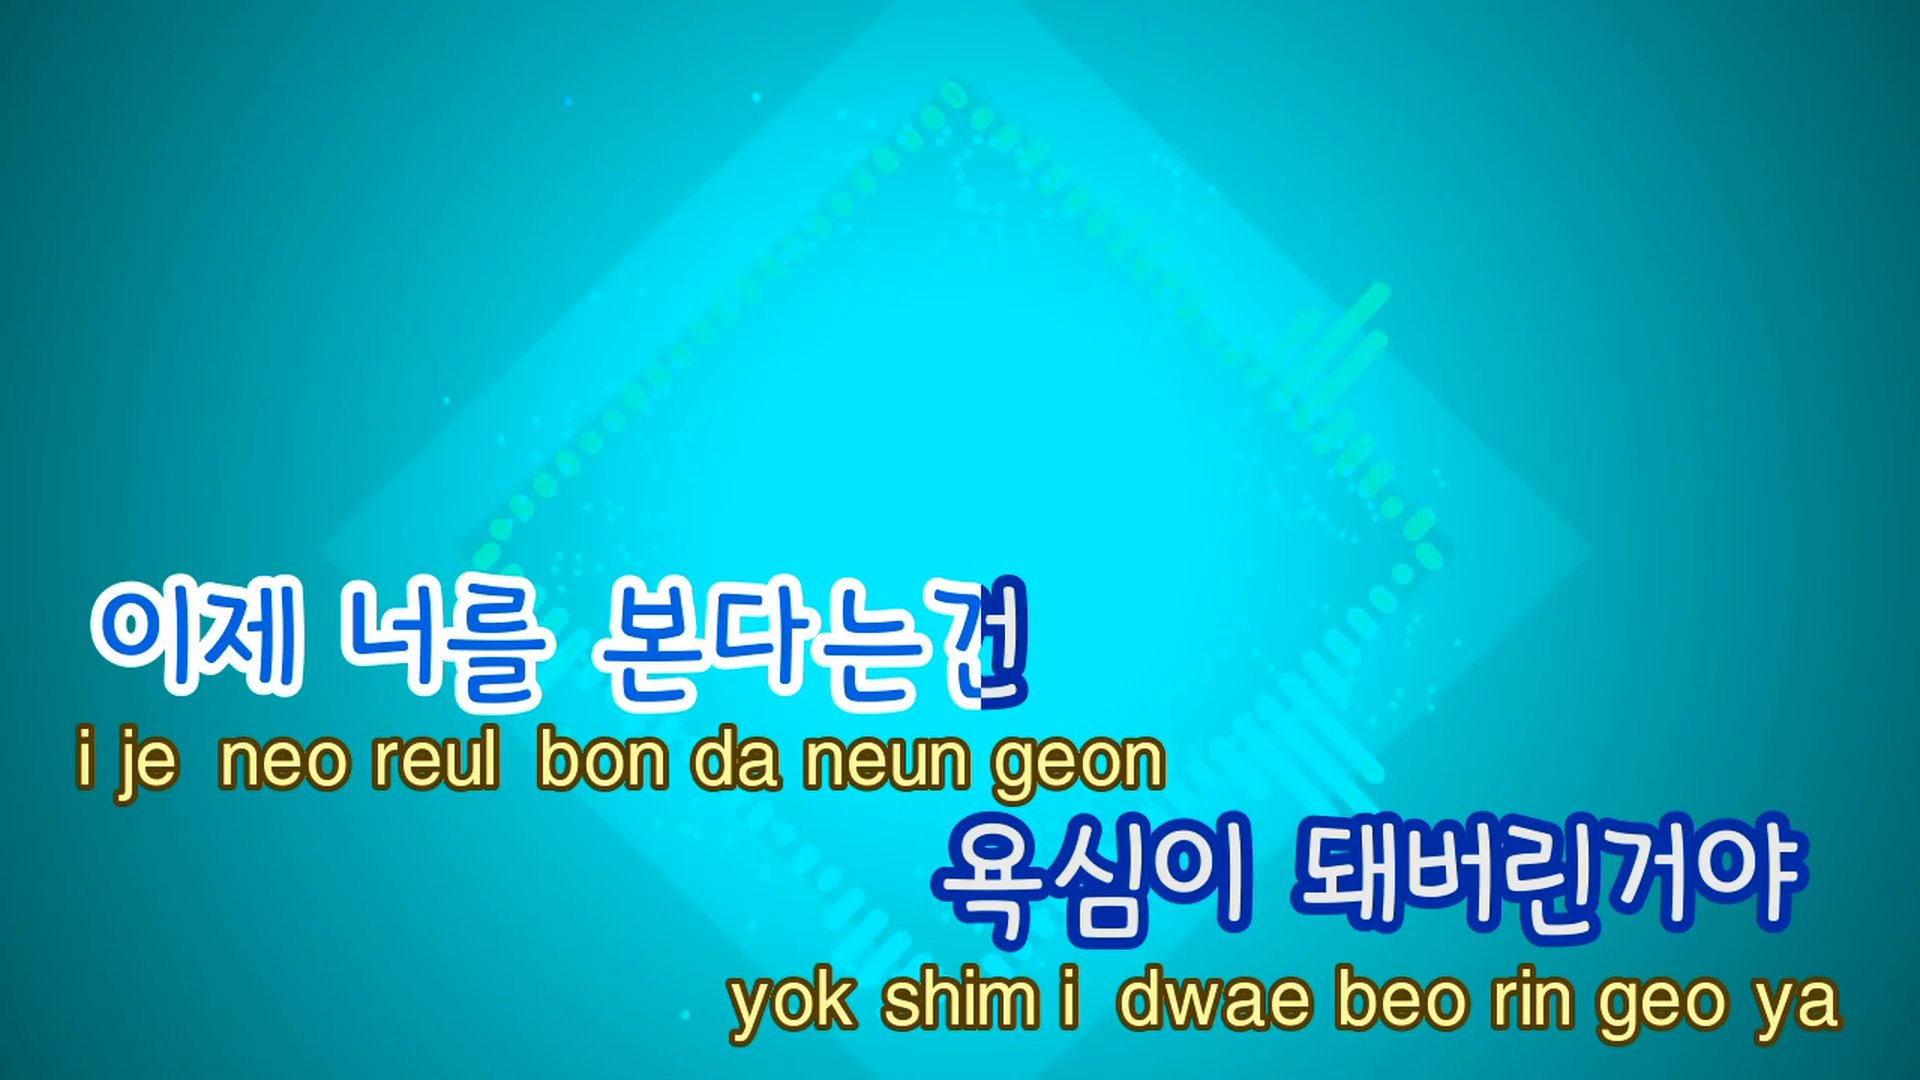 이제 너를 본다는건
i je neo reul bon da neun geon
욕심이 돼버린거야
yok shim i dwae beo rin geo ya